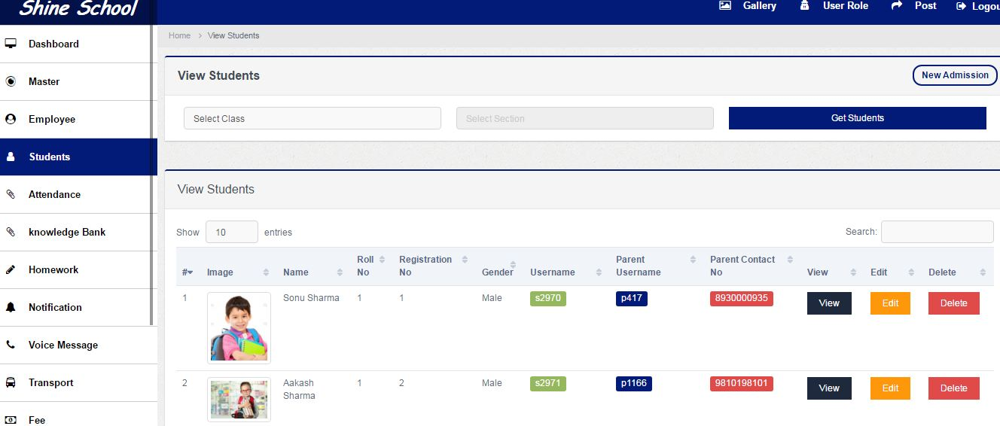 Shine School
Gallery User Role Post Logou
Dashboard
Master
Employee
Students
Attendance
knowledge Bank
Homework
Notification
Voice Message
Transport
Fee
Home > View Students
View Students
New Admission
Select Class Select Section Get Students
View Students
Show 10 entries Search:
# Image Name Roll No Registration No Gender Username Parent Username Parent Contact No View Edit Delete
1 Sonu Sharma 1 1 Male s2970 p417 8930000935 View Edit Delete
2 Aakash Sharma 1 2 Male s2971 p1166 9810198101 View Edit Delete